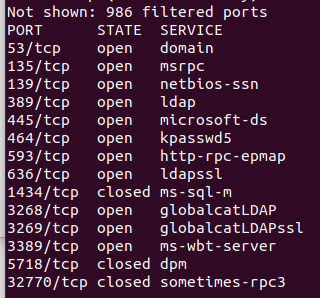 Not shown: 986 filtered ports
PORT STATE SERVICE
53/tcp open domain
135/tcp open msrpc
139/tcp open netbios-ssn
389/tcp open ldap
445/tcp open microsoft-ds
464/tcp open kpasswd5
593/tcp open http-rpc-epmap
636/tcp open ldapssl
1434/tcp closed ms-sql-m
3268/tcp open globalcatLDAP
3269/tcp open globalcatLDAPssl
3389/tcp open ms-wbt-server
5718/tcp closed dpm
32770/tcp closed sometimes-rpc3